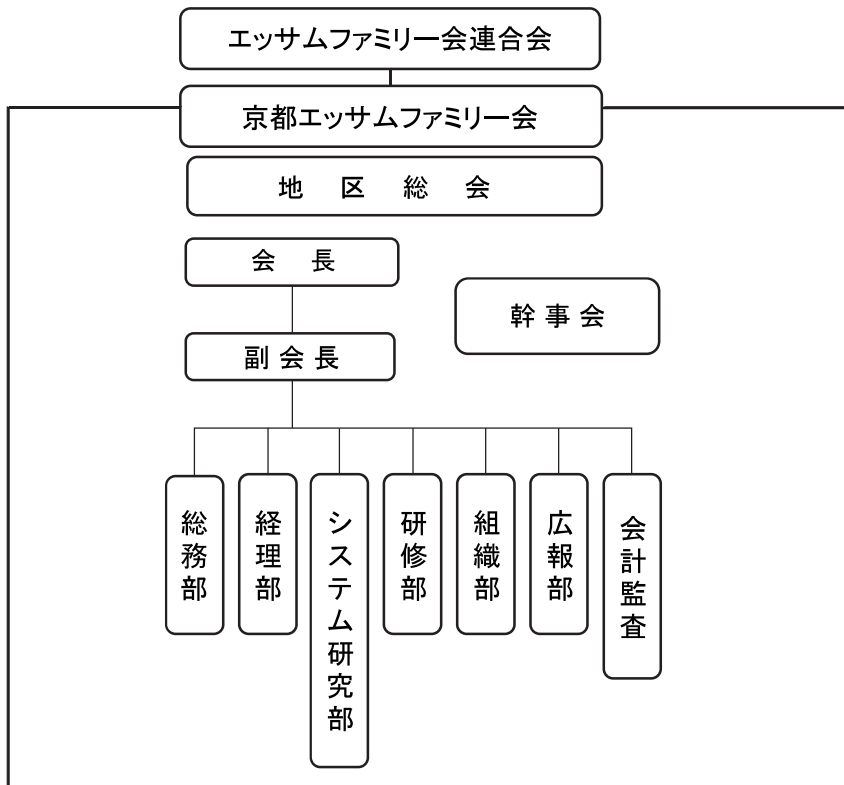 エッサムファミリー会連合会
京都エッサムファミリー会
地区総会
会長
幹事会
副会長
総務部
経理部
システム研究部
研修部
組織部
広報部
会計監査